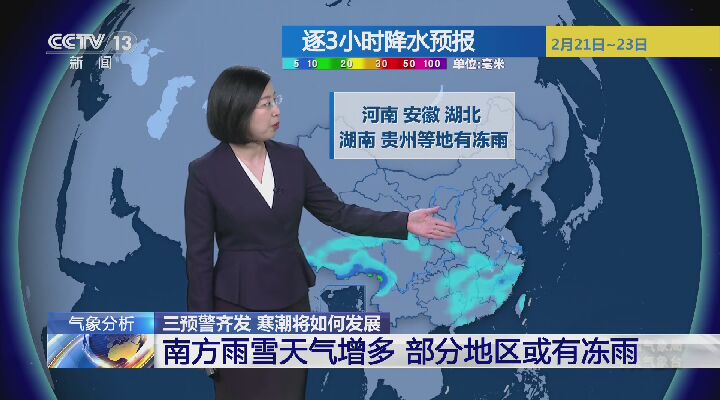 CCTV 13
新闻
逐3小时降水预报
2月21日~23日
5 10 20 30 50 100 单位:毫米
河南 安徽 湖北
湖南 贵州等地有冻雨
气象分析
三预警齐发 寒潮将如何发展
南方雨雪天气增多 部分地区或有冻雨